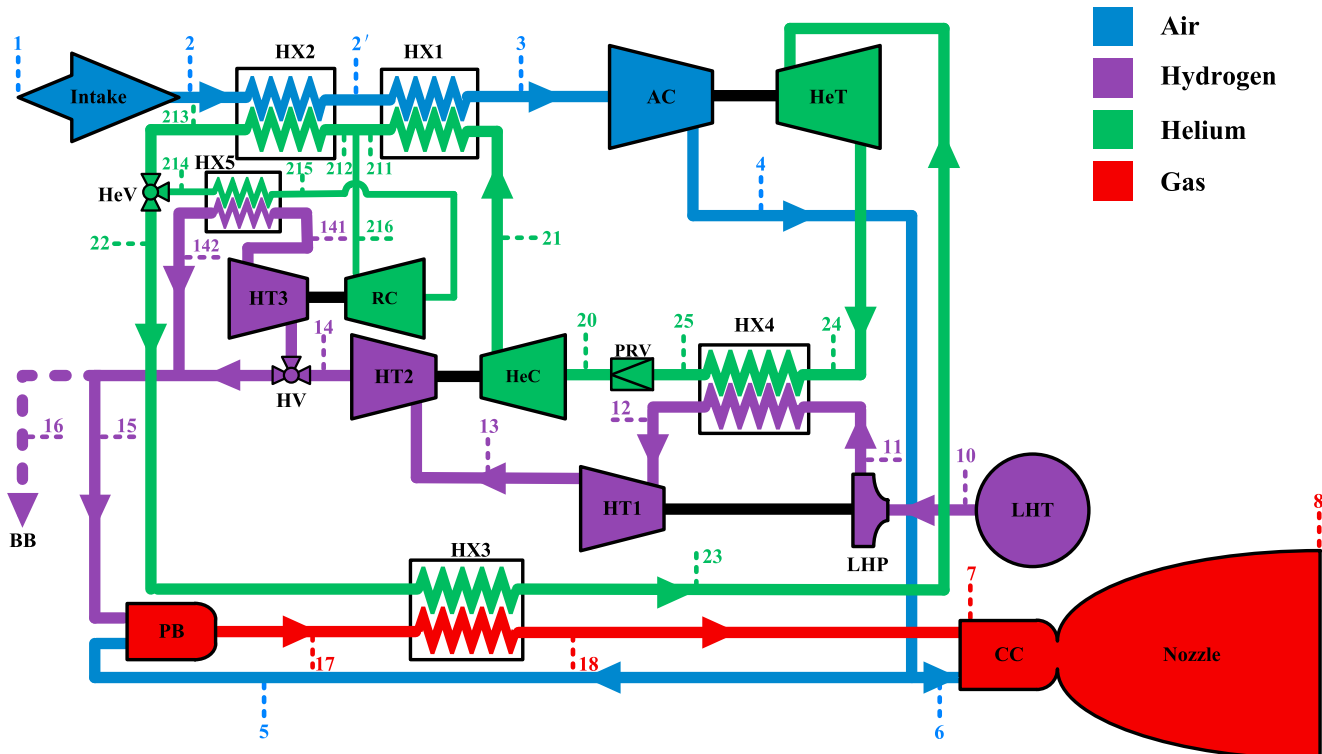 1
2
HX2
2'
HX1
3
Air
Intake
AC
HeT
Hydrogen
213
212
211
Helium
214
HX5
215
4
Gas
HeV
22
142
141
216
21
HT3
RC
14
20
PRV
25
HX4
24
HT2
HeC
HV
16
15
13
12
11
10
HT1
LHT
BB
HX3
23
LHP
8
7
PB
CC
Nozzle
17
18
5
6